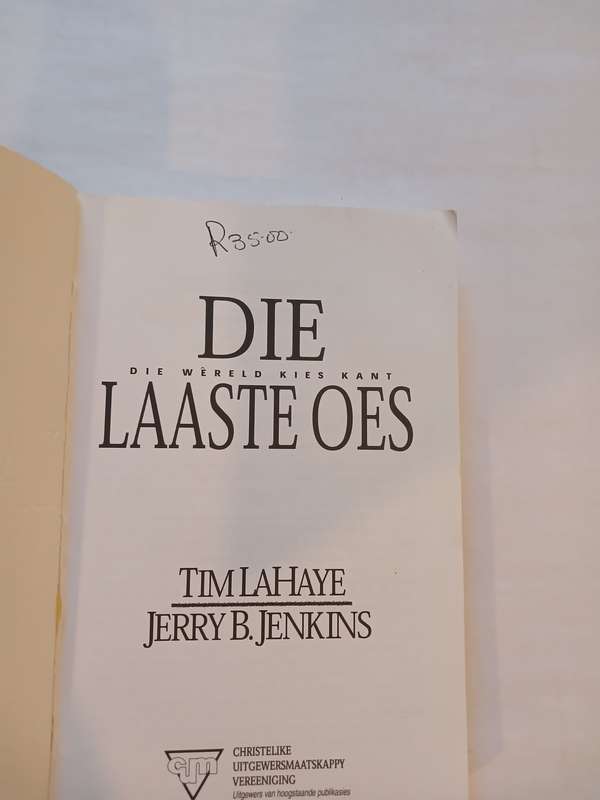 R35.00
DIE
DIE WÊRELD KIES KANT
LAASTE OES
TIM LAHAYE
JERRY B. JENKINS
cum
CHRISTELIKE
UITGEWERSMAATSKAPPY
VEREENIGING
Uitgewers van hoogstaande publikasies